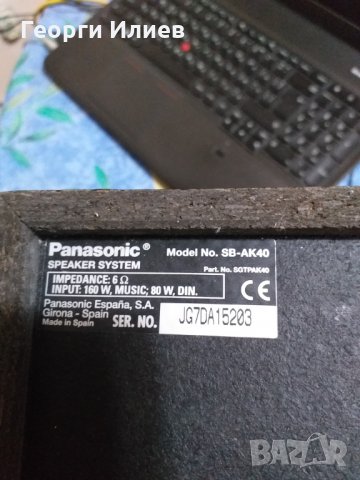 Георги Илиев
Panasonic® Model No. SB-AK40
SPEAKER SYSTEM Part. No. SGTPAK40
IMPEDANCE: 6 Ω
INPUT: 160 W, MUSIC; 80 W, DIN.
CE
Panasonic España, S.A.
Girona - Spain
Made in Spain SER. NO. JG7DA15203
BAZAR